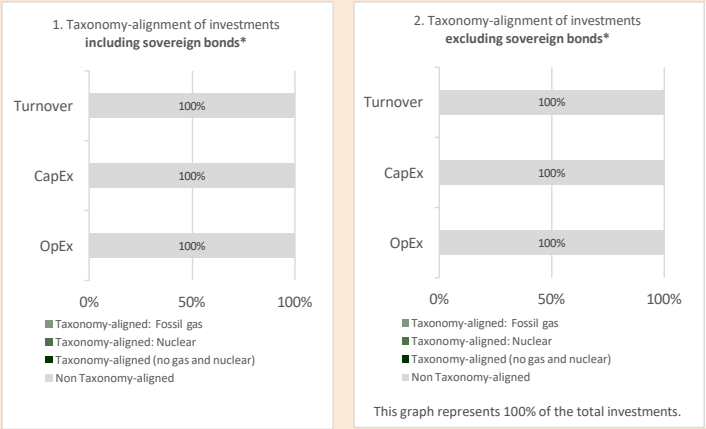 1. Taxonomy-alignment of investments
including sovereign bonds*
Turnover
100%
CapEx
100%
OpEx
100%
0%
50%
100%
Taxonomy-aligned: Fossil gas
Taxonomy-aligned: Nuclear
Taxonomy-aligned (no gas and nuclear)
Non Taxonomy-aligned
2. Taxonomy-alignment of investments
excluding sovereign bonds*
Turnover
100%
CapEx
100%
OpEx
100%
0%
50%
100%
Taxonomy-aligned: Fossil gas
Taxonomy-aligned: Nuclear
Taxonomy-aligned (no gas and nuclear)
Non Taxonomy-aligned
This graph represents 100% of the total investments.